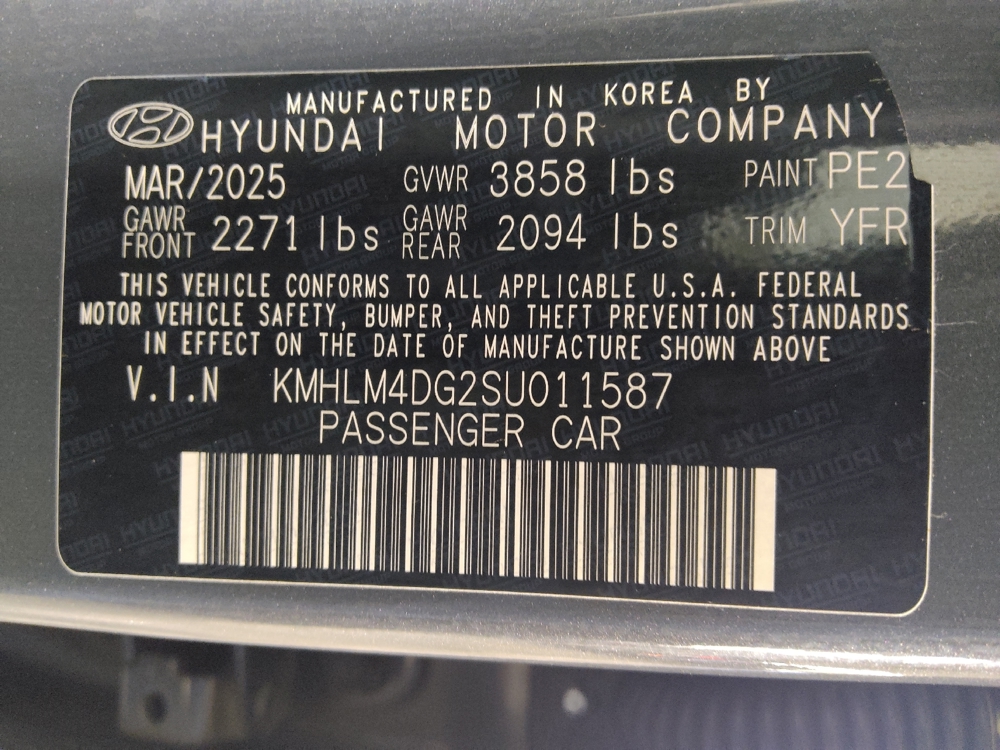 MANUFACTURED IN KOREA BY
HYUNDAI MOTOR COMPANY
MAR/2025 GVWR 3858 lbs PAINT PE2
GAWR FRONT 2271 lbs GAWR REAR 2094 lbs TRIM YFR
THIS VEHICLE CONFORMS TO ALL APPLICABLE U.S.A. FEDERAL
MOTOR VEHICLE SAFETY, BUMPER, AND THEFT PREVENTION STANDARDS
IN EFFECT ON THE DATE OF MANUFACTURE SHOWN ABOVE
V.I.N KMHLM4DG2SU011587
PASSENGER CAR